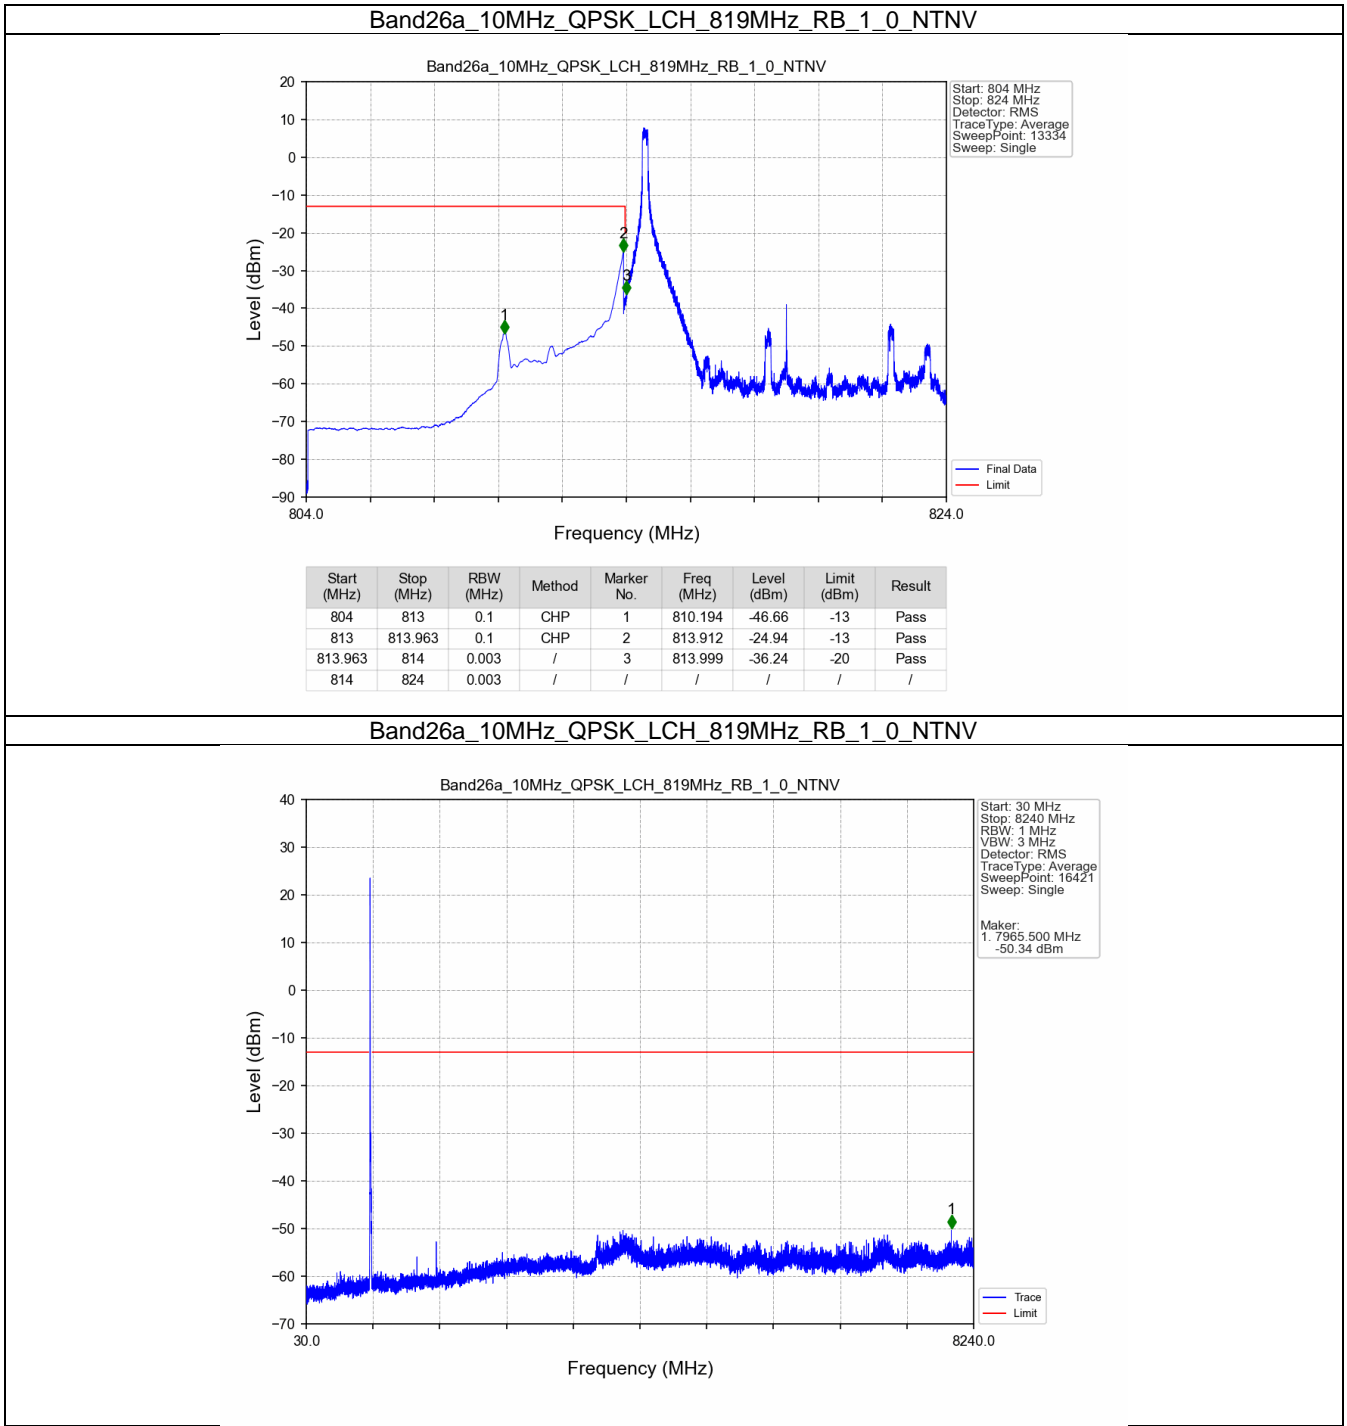 Band26a_10MHz_QPSK_LCH_819MHz_RB_1_0_NTNV
Band26a_10MHz_QPSK_LCH_819MHz_RB_1_0_NTNV
Start: 804 MHz
Stop: 824 MHz
Detector: RMS
TraceType: Average
SweepPoint: 13334
Sweep: Single
20
10
0
−10
−20
−30
−40
−50
−60
−70
−80
−90
Level (dBm)
1
2
3
804.0
824.0
Frequency (MHz)
Final Data
Limit
Start (MHz) Stop (MHz) RBW (MHz) Method Marker No. Freq (MHz) Level (dBm) Limit (dBm) Result
804 813 0.1 CHP 1 810.194 -46.66 -13 Pass
813 813.963 0.1 CHP 2 813.912 -24.94 -13 Pass
813.963 814 0.003 / 3 813.999 -36.24 -20 Pass
814 824 0.003 / / / / / /
Band26a_10MHz_QPSK_LCH_819MHz_RB_1_0_NTNV
Band26a_10MHz_QPSK_LCH_819MHz_RB_1_0_NTNV
Start: 30 MHz
Stop: 8240 MHz
RBW: 1 MHz
VBW: 3 MHz
Detector: RMS
TraceType: Average
SweepPoint: 16421
Sweep: Single
Maker:
1. 7965.500 MHz
-50.34 dBm
40
30
20
10
0
−10
−20
−30
−40
−50
−60
−70
Level (dBm)
1
30.0
8240.0
Frequency (MHz)
Trace
Limit